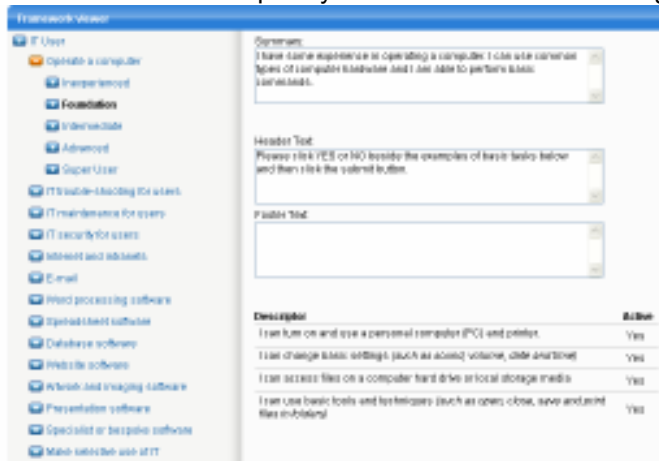 Framework Viewer
IT User
Operate a computer
Inexperienced
Foundation
Intermediate
Advanced
Super User
IT trouble-shooting for users
IT maintenance for users
IT security for users
Internet and intranets
E-mail
Word processing software
Spreadsheet software
Database software
Website software
Artwork and imaging software
Presentation software
Specialist or bespoke software
Make selective use of IT
Summary:
I have some experience in operating a computer. I can use common
types of computer hardware and I am able to perform basic
commands.
Header Text:
Please click YES or NO beside the examples of basic tasks below
and then click the submit button.
Footer Text:
Descriptor Active
I can turn on and use a personal computer (PC) and printer. Yes
I can change basic settings (such as sound, volume, date and time) Yes
I can access files on a computer hard drive or local storage media Yes
I can use basic tools and techniques (such as open, close, save and print
files in folders) Yes